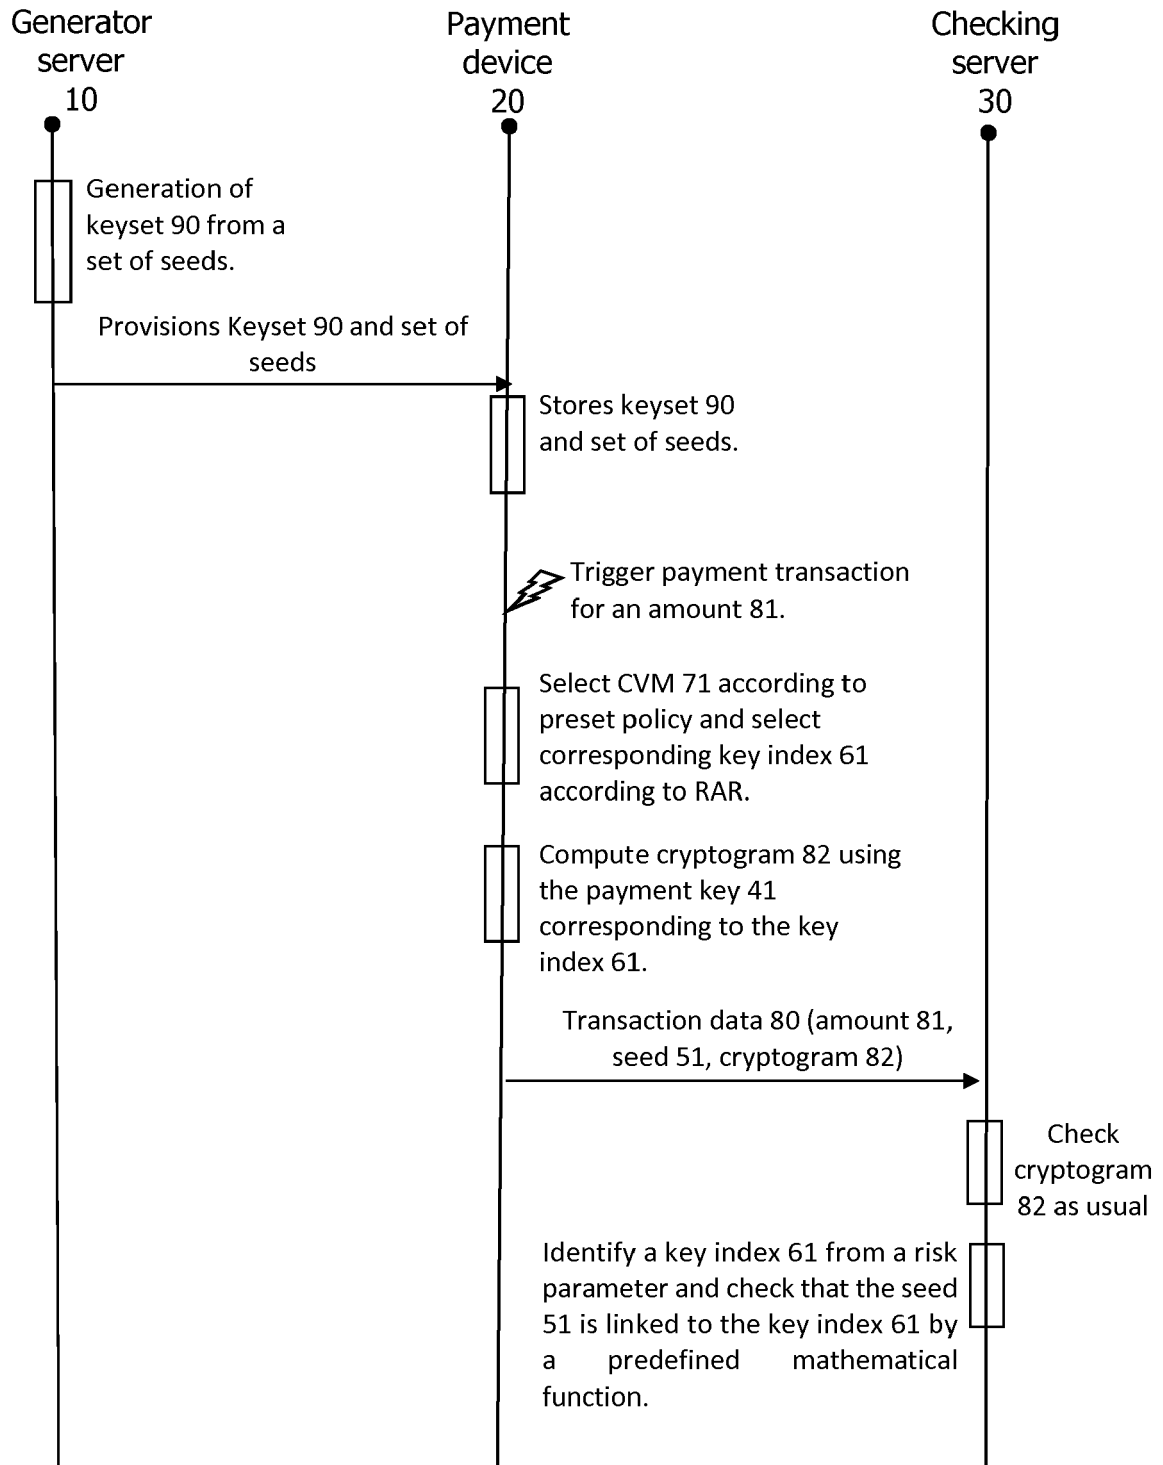 Generator
server
10
Payment
device
20
Checking
server
30
Generation of
keyset 90 from a
set of seeds.
Provisions Keyset 90 and set of
seeds
Stores keyset 90
and set of seeds.
Trigger payment transaction
for an amount 81.
Select CVM 71 according to
preset policy and select
corresponding key index 61
according to RAR.
Compute cryptogram 82 using
the payment key 41
corresponding to the key
index 61.
Transaction data 80 (amount 81,
seed 51, cryptogram 82)
Check
cryptogram
82 as usual
Identify a key index 61 from a risk
parameter and check that the seed
51 is linked to the key index 61 by
a predefined mathematical
function.